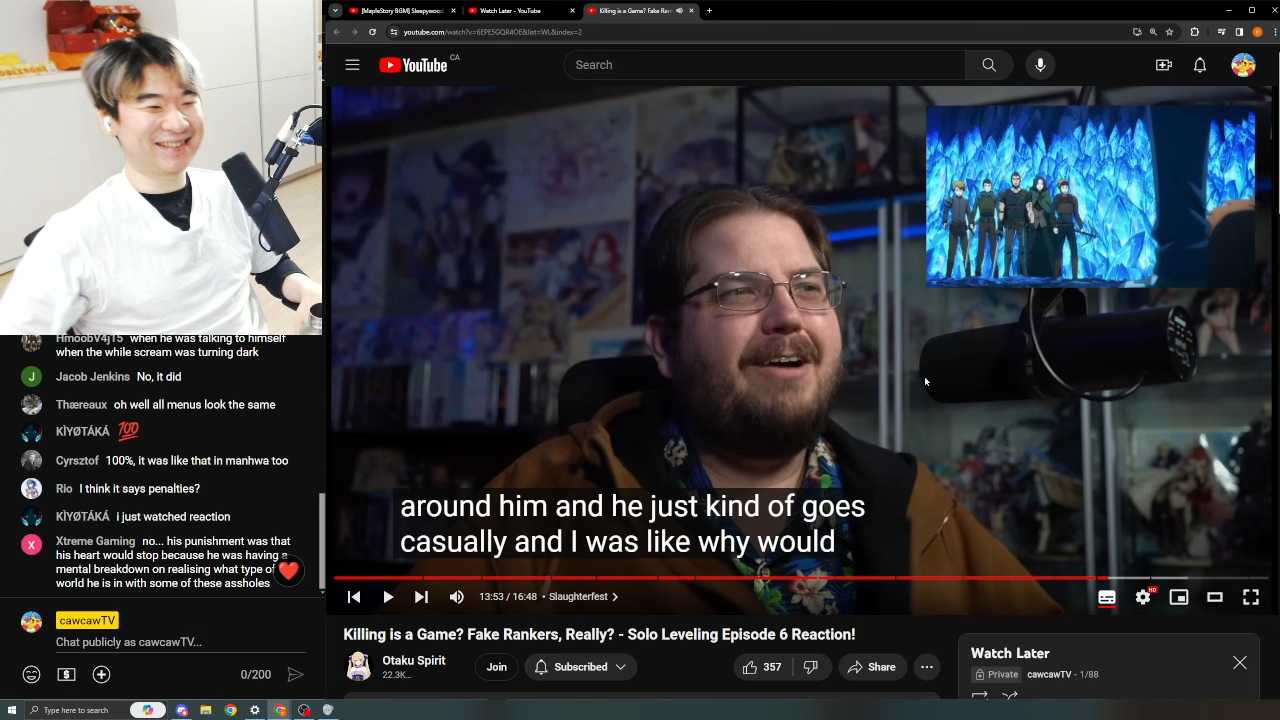 [MapleStory BGM] Sleepywood
Watch Later - YouTube
Killing is a Game? Fake Ran
youtube.com/watch?v=6EPE5GQR4OE&list=WL&index=2
YouTube CA
Search
around him and he just kind of goes
casually and I was like why would
13:53 / 16:48 • Slaughterfest
HD
Killing is a Game? Fake Rankers, Really? - Solo Leveling Episode 6 Reaction!
Otaku Spirit
22.3K...
Join
Subscribed
357
Share
Watch Later
Private cawcawTV - 1/88
HmoobV4j15 when he was talking to himself
when the while scream was turning dark
Jacob Jenkins No, it did
Thæreaux oh well all menus look the same
KÌYØTÁKÁ 💯
Cyrsztof 100%, it was like that in manhwa too
Rio I think it says penalties?
KÌYØTÁKÁ i just watched reaction
Xtreme Gaming no... his punishment was that
his heart would stop because he was having a
mental breakdown on realising what type of
world he is in with some of these assholes
cawcawTV
Chat publicly as cawcawTV...
0/200
Type here to search